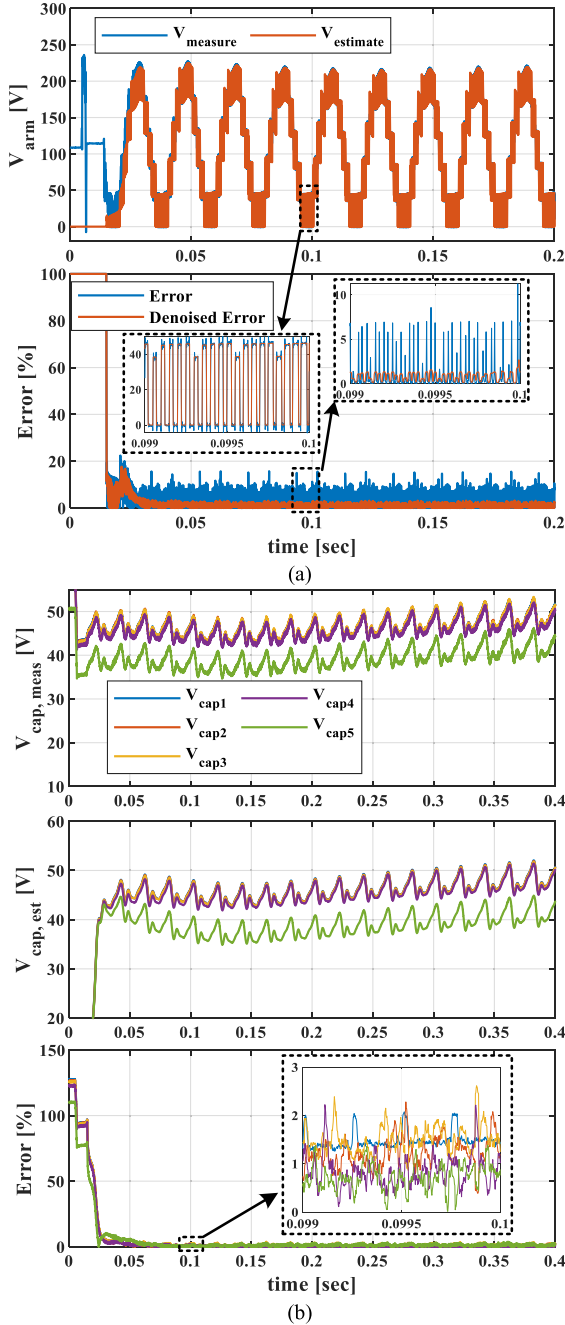 300
250
200
150
100
50
0
V_arm [V]
V_measure V_estimate
0 0.05 0.1 0.15 0.2
100
80
60
40
20
0
Error [%]
Error
Denoised Error
40
20
0
0.099 0.0995 0.1
10
5
0
0.099 0.0995 0.1
0 0.05 0.1 0.15 0.2
time [sec]
(a)
50
40
30
20
10
V_cap, meas [V]
V_cap1 V_cap4
V_cap2 V_cap5
V_cap3
0 0.05 0.1 0.15 0.2 0.25 0.3 0.35 0.4
60
50
40
30
20
V_cap, est [V]
0 0.05 0.1 0.15 0.2 0.25 0.3 0.35 0.4
150
100
50
0
Error [%]
3
2
1
0
0.099 0.0995 0.1
0 0.05 0.1 0.15 0.2 0.25 0.3 0.35 0.4
time [sec]
(b)